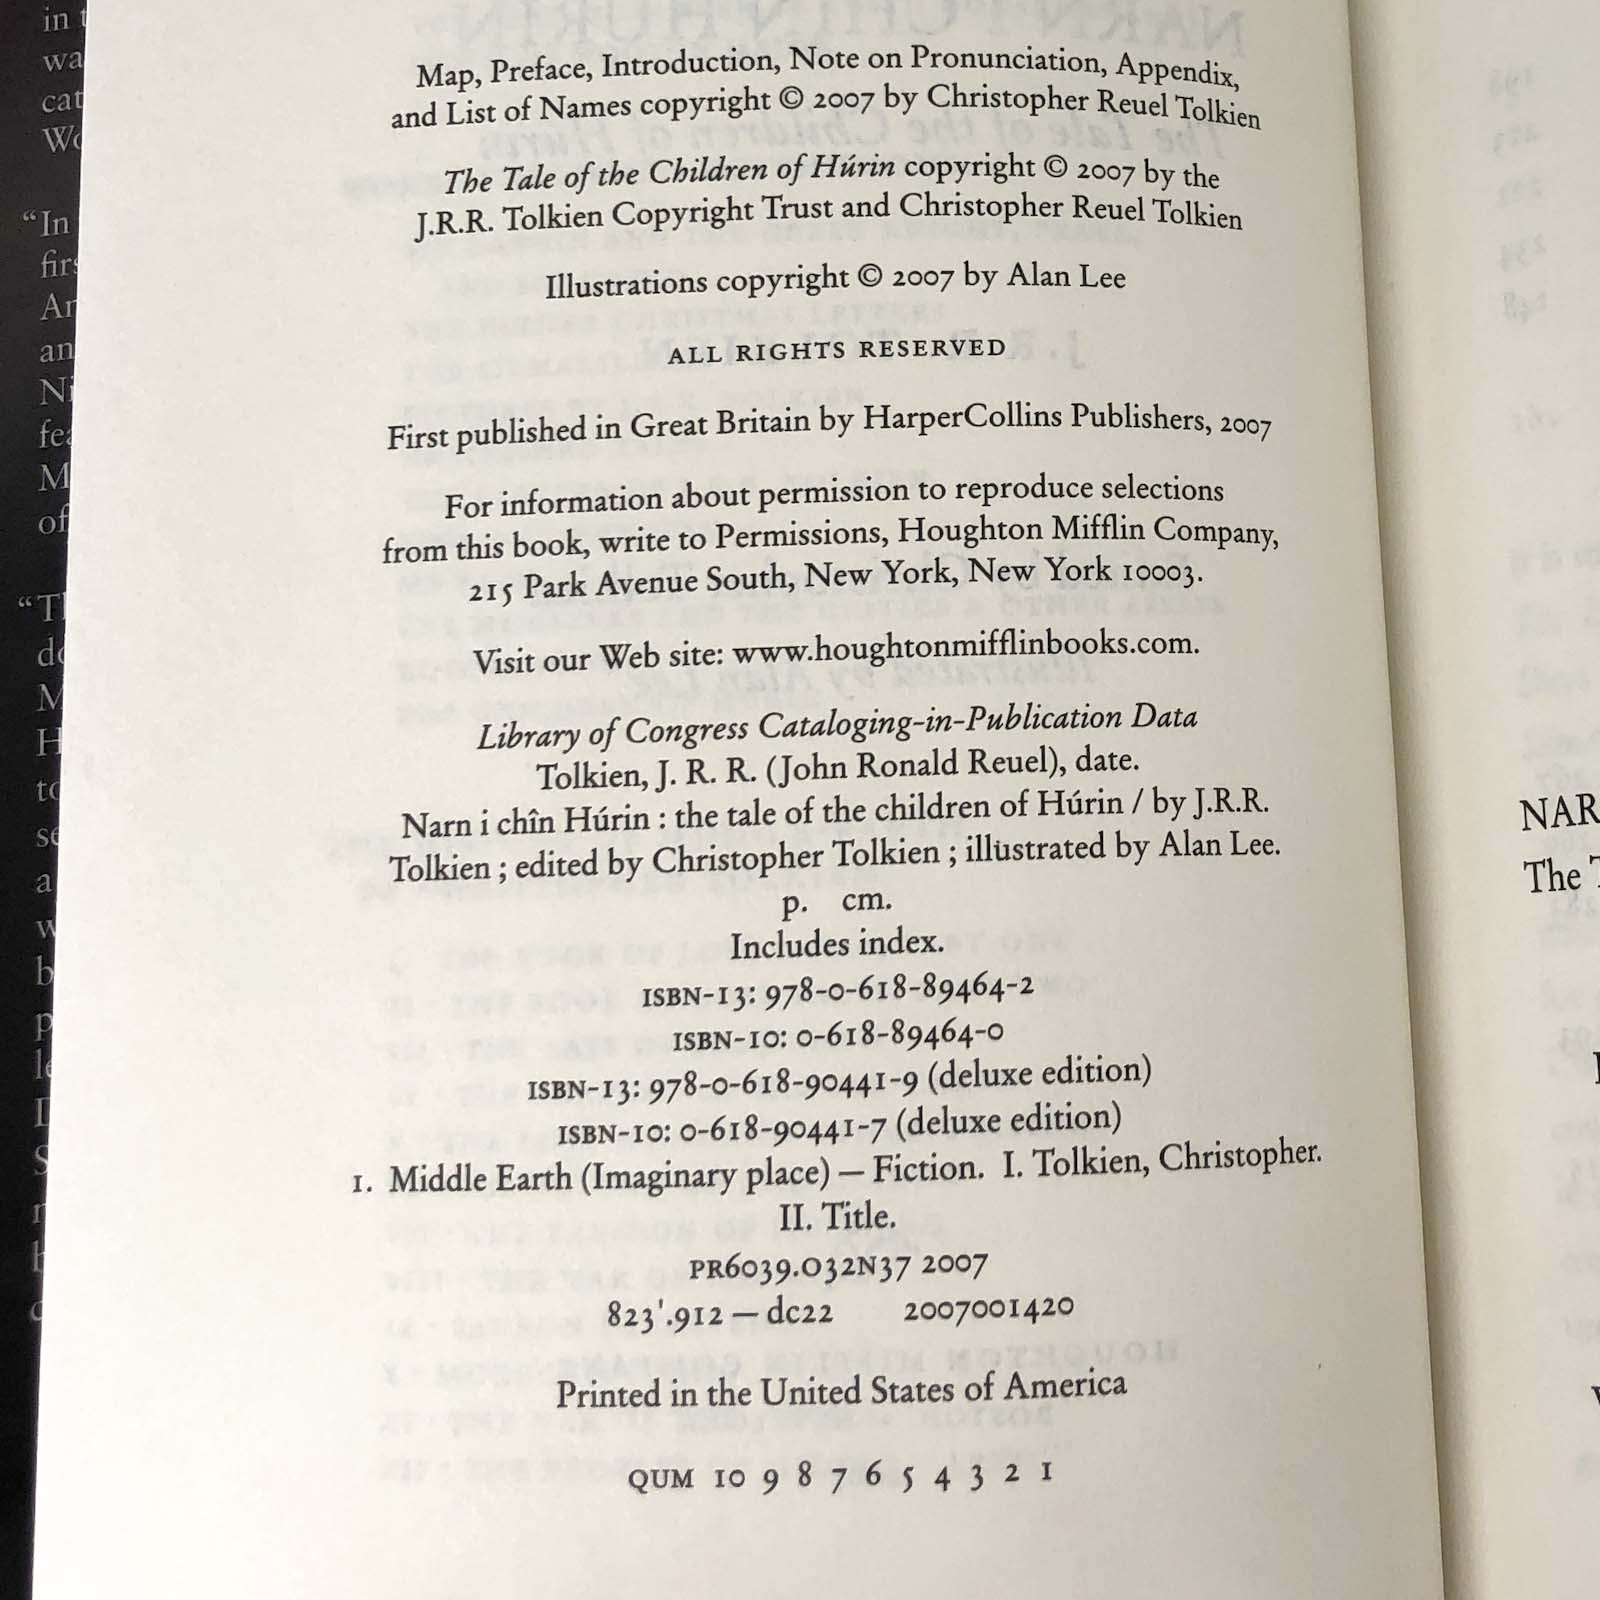 Map, Preface, Introduction, Note on Pronunciation, Appendix,
and List of Names copyright © 2007 by Christopher Reuel Tolkien
The Tale of the Children of Húrin copyright © 2007 by the
J.R.R. Tolkien Copyright Trust and Christopher Reuel Tolkien
Illustrations copyright © 2007 by Alan Lee
ALL RIGHTS RESERVED
First published in Great Britain by HarperCollins Publishers, 2007
For information about permission to reproduce selections
from this book, write to Permissions, Houghton Mifflin Company,
215 Park Avenue South, New York, New York 10003.
Visit our Web site: www.houghtonmifflinbooks.com.
Library of Congress Cataloging-in-Publication Data
Tolkien, J. R. R. (John Ronald Reuel), date.
Narn i chîn Húrin : the tale of the children of Húrin / by J.R.R.
Tolkien ; edited by Christopher Tolkien ; illustrated by Alan Lee.
p. cm.
Includes index.
ISBN-13: 978-0-618-89464-2
ISBN-10: 0-618-89464-0
ISBN-13: 978-0-618-90441-9 (deluxe edition)
ISBN-10: 0-618-90441-7 (deluxe edition)
1. Middle Earth (Imaginary place) — Fiction. I. Tolkien, Christopher.
II. Title.
PR6039.O32N37 2007
823'.912 — dc22 2007001420
Printed in the United States of America
QUM 10 9 8 7 6 5 4 3 2 1
NAR
The